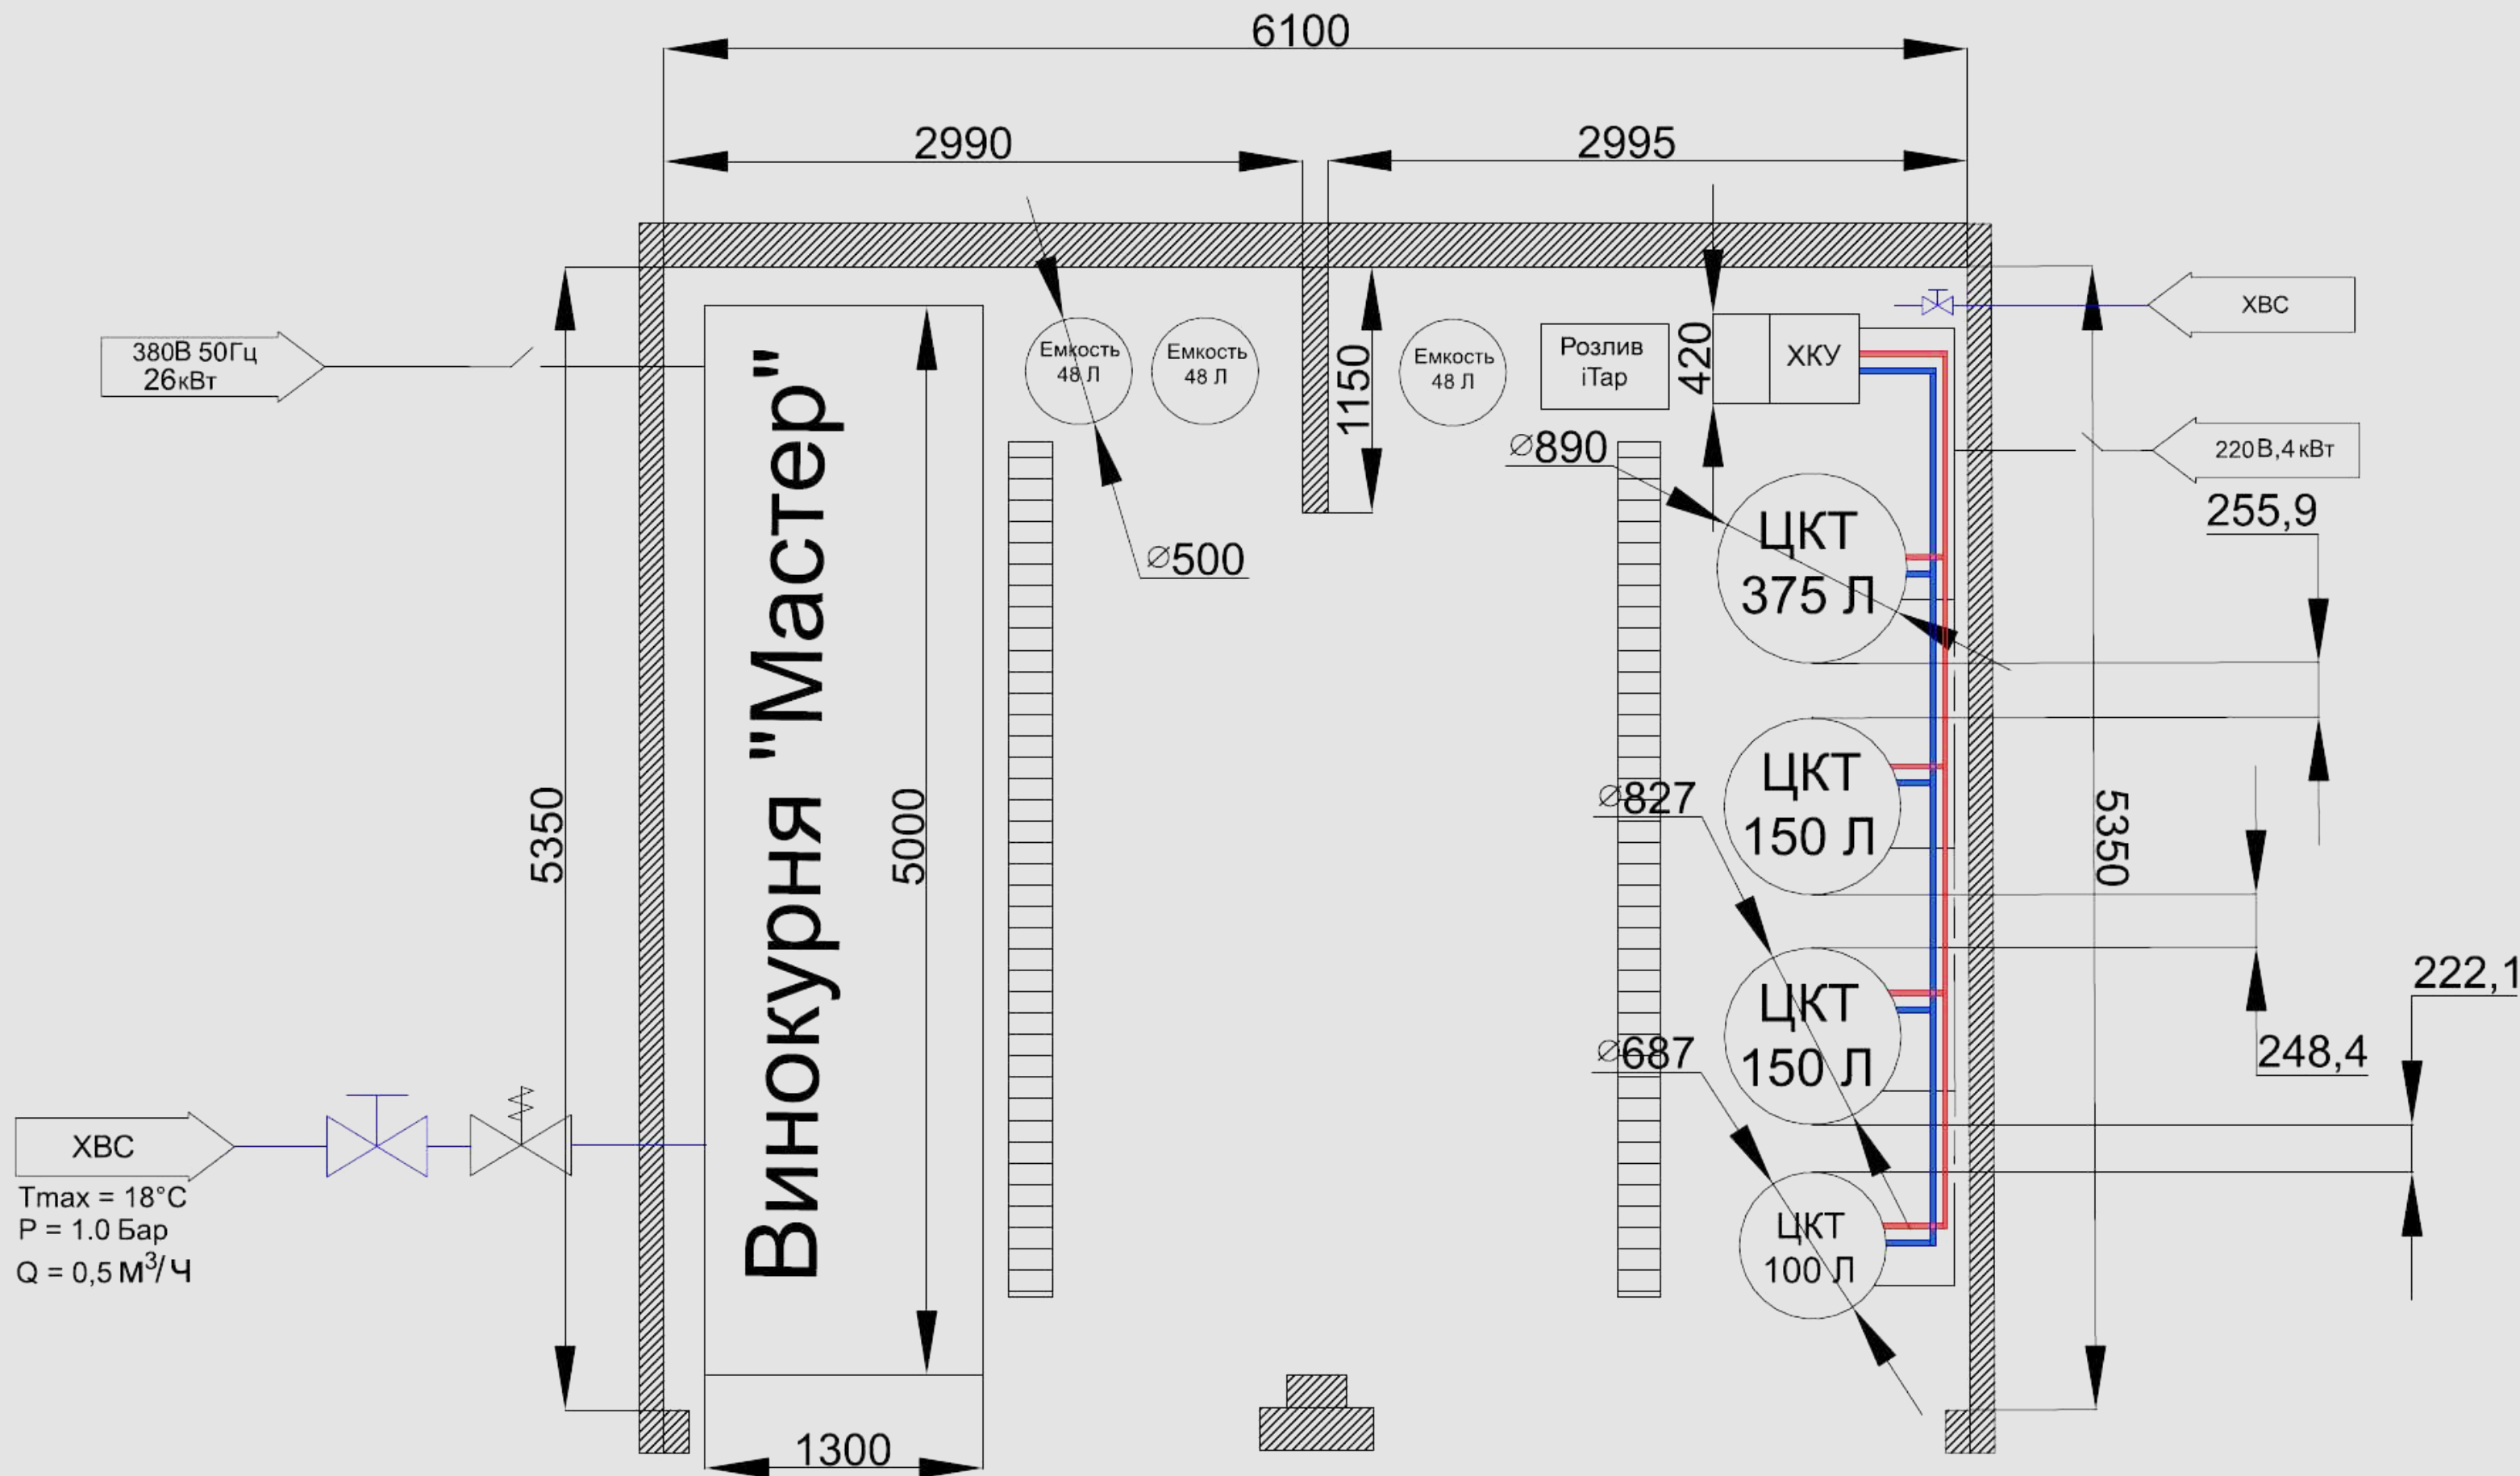 6100
2990
2995
380В 50Гц
26кВт
ХВС
Емкость
48 Л
Емкость
48 Л
1150
Емкость
48 Л
Розлив
iTap
420
ХКУ
220В,4кВт
⌀890
⌀500
255,9
ЦКТ
375 Л
Винокурня "Мастер"
5350
5000
ЦКТ
150 Л
⌀827
5350
ЦКТ
150 Л
⌀687
222,1
248,4
ХВС
Tmax = 18°C
P = 1.0 Бар
Q = 0,5 м³/ч
ЦКТ
100 Л
1300